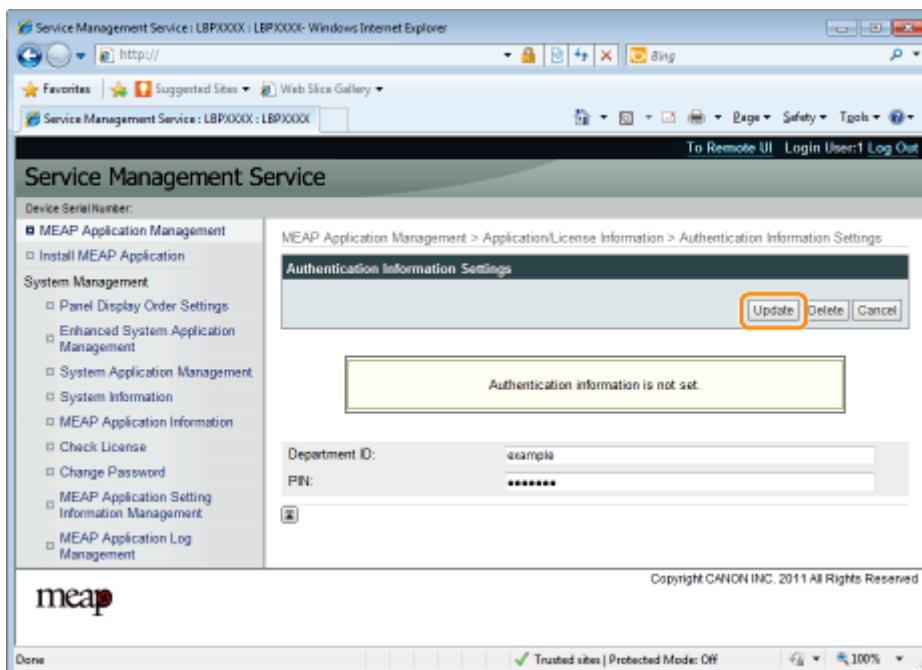 Service Management Service : LBPXXXX : LBPXXXX- Windows Internet Explorer
http://
Bing
Favorites Suggested Sites Web Slice Gallery
Service Management Service : LBPXXXX : LBPXXXX
Page Safety Tools
To Remote UI Login User:1 Log Out
Service Management Service
Device Serial Number:
MEAP Application Management
Install MEAP Application
System Management
Panel Display Order Settings
Enhanced System Application
Management
System Application Management
System Information
MEAP Application Information
Check License
Change Password
MEAP Application Setting
Information Management
MEAP Application Log
Management
MEAP Application Management > Application/License Information > Authentication Information Settings
Authentication Information Settings
Update Delete Cancel
Authentication information is not set.
Department ID: example
PIN: •••••••
Copyright CANON INC. 2011 All Rights Reserved
meap
Done Trusted sites | Protected Mode: Off 100%